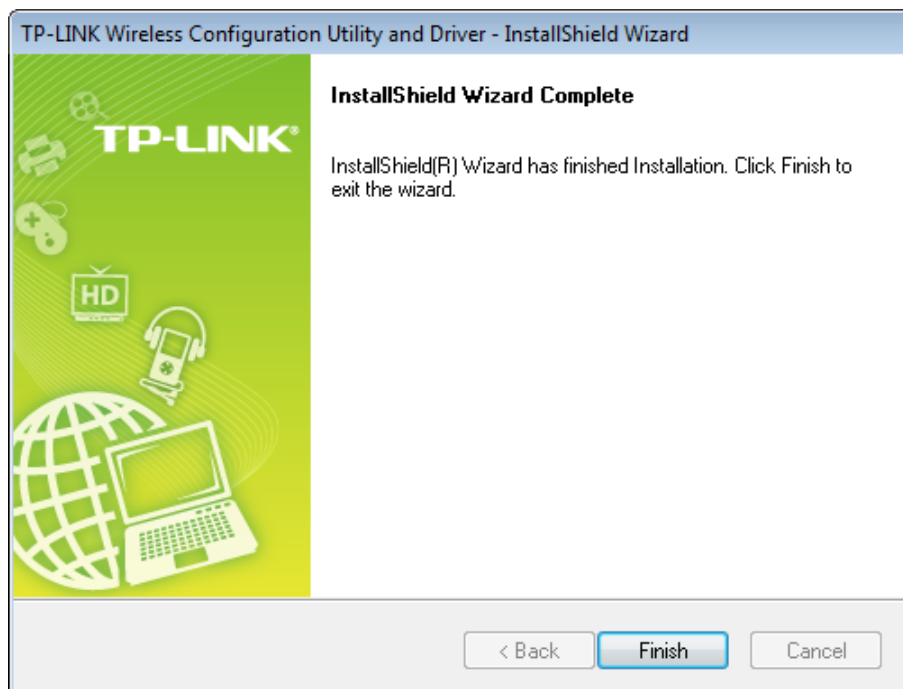 TP-LINK Wireless Configuration Utility and Driver - InstallShield Wizard
TP-LINK®
HD
InstallShield Wizard Complete
InstallShield(R) Wizard has finished Installation. Click Finish to
exit the wizard.
< Back
Finish
Cancel